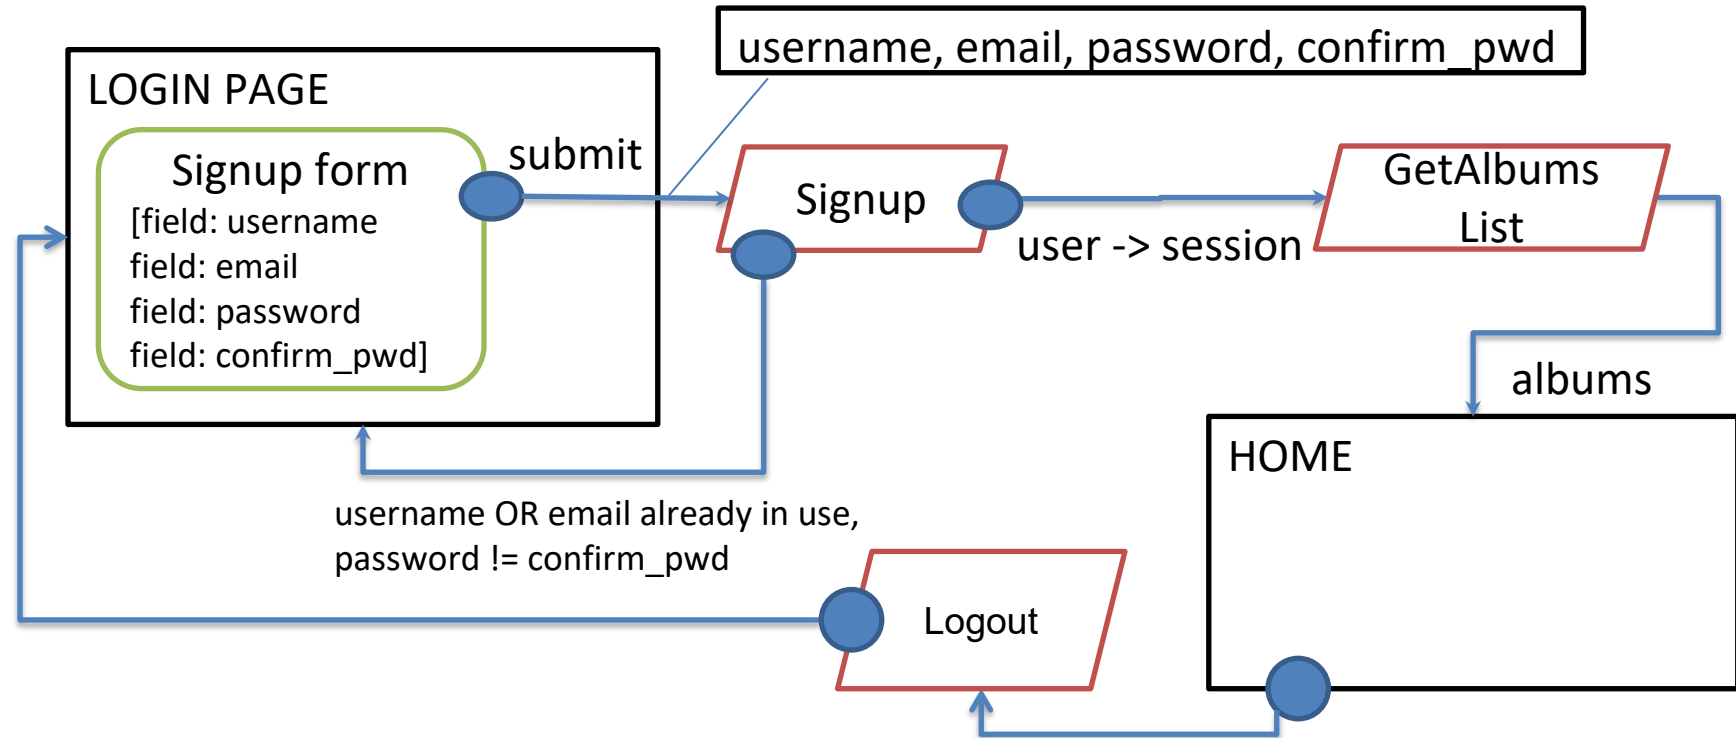 username, email, password, confirm_pwd
LOGIN PAGE
Signup form
[field: username
field: email
field: password
field: confirm_pwd]
submit
Signup
user -> session
GetAlbums
List
albums
HOME
username OR email already in use,
password != confirm_pwd
Logout